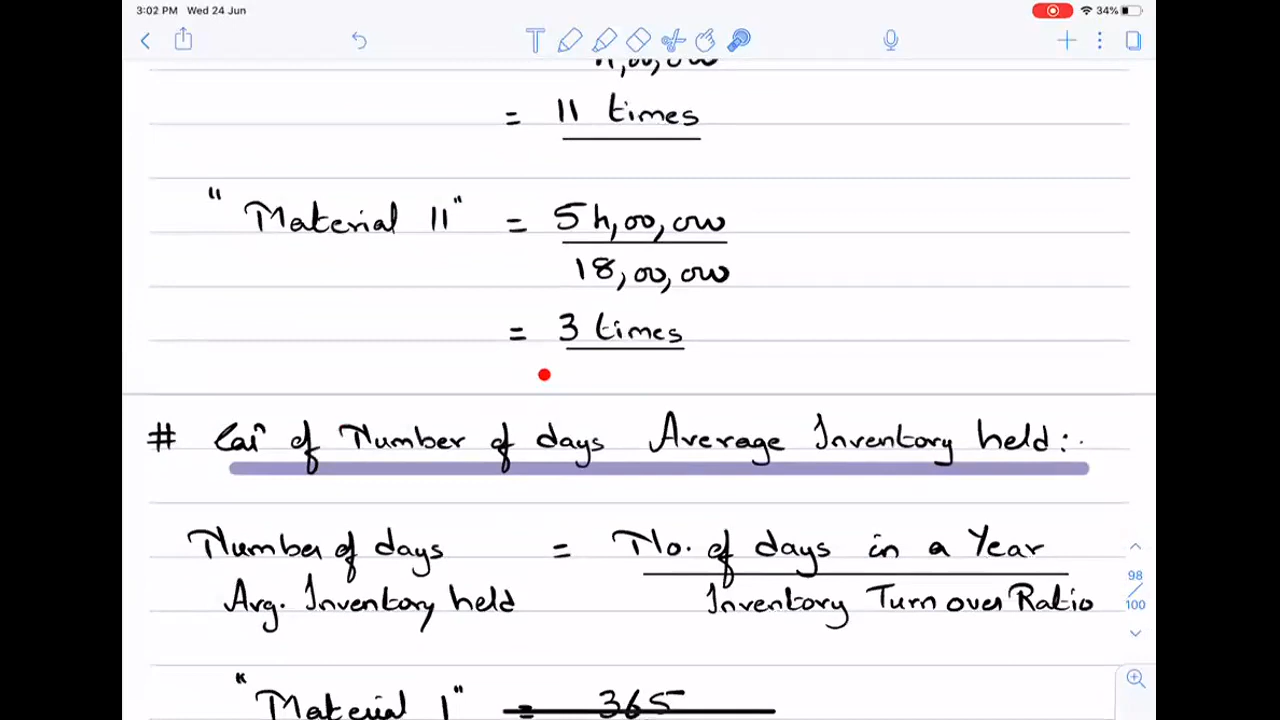 3:02 PM Wed 24 Jun
34%
= 11 times
"Material II" = 54,00,000
18,00,000
= 3 times
# Cal of Number of days Average Inventory held:.
Number of days = No. of days in a Year
Avg. Inventory held Inventory Turnover Ratio
98
100
"Material I" = 365